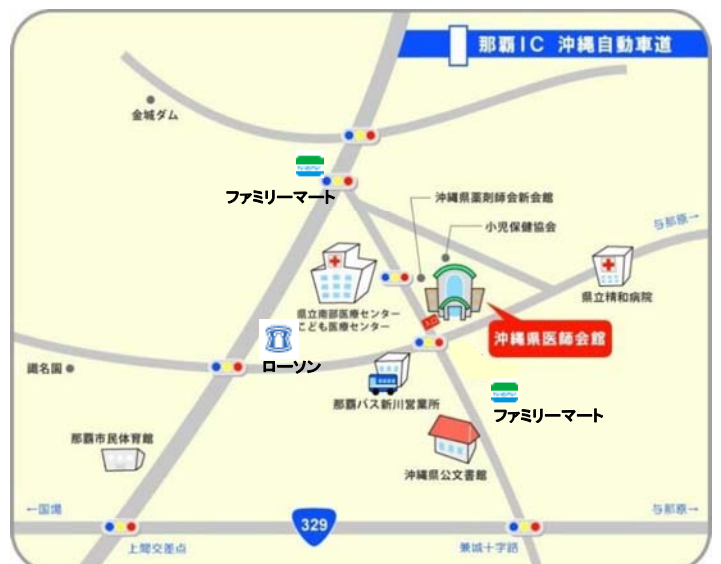 那覇IC 沖縄自動車道
金城ダム
ファミリーマート
沖縄県薬剤師会新会館
小児保健協会
与那原→
県立南部医療センター
こども医療センター
県立精和病院
入口
沖縄県医師会館
ローソン
識名園
那覇バス新川営業所
ファミリーマート
那覇市民体育館
沖縄県公文書館
←国場
329
与那原→
上間交差点
兼城十字路